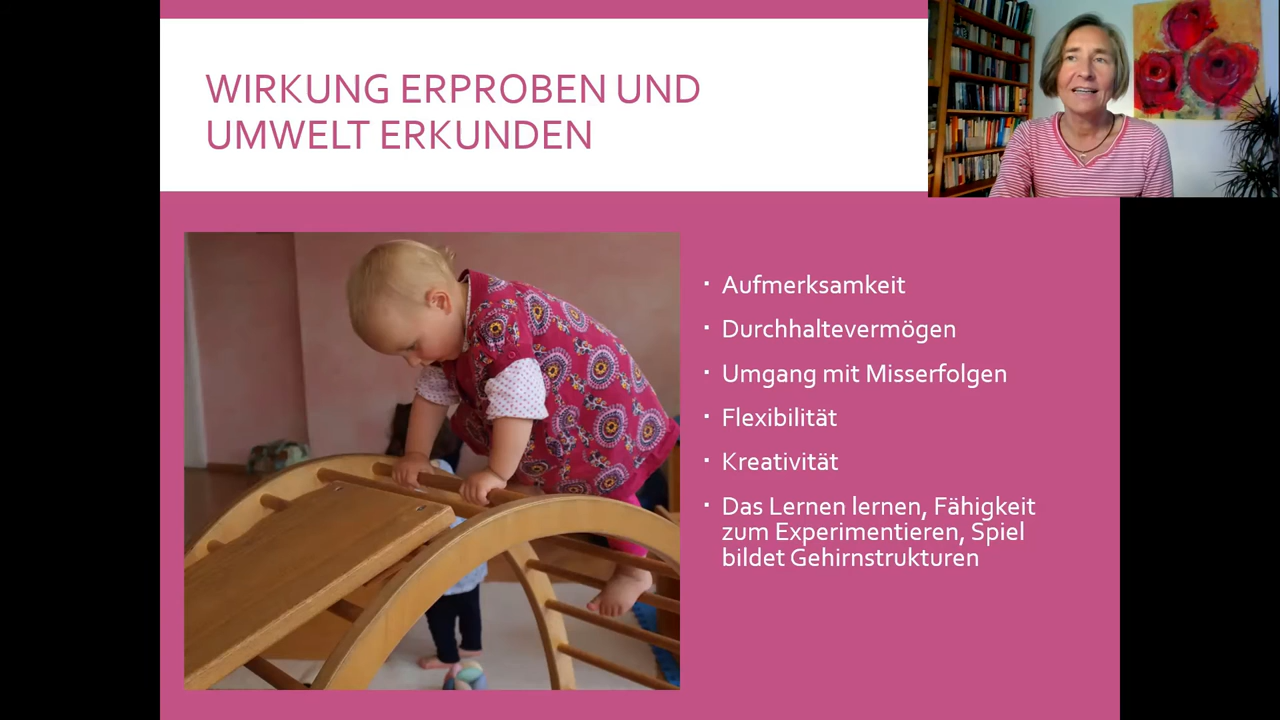 WIRKUNG ERPROBEN UND
UMWELT ERKUNDEN
▪ Aufmerksamkeit
▪ Durchhaltevermögen
▪ Umgang mit Misserfolgen
▪ Flexibilität
▪ Kreativität
▪ Das Lernen lernen, Fähigkeit
zum Experimentieren, Spiel
bildet Gehirnstrukturen